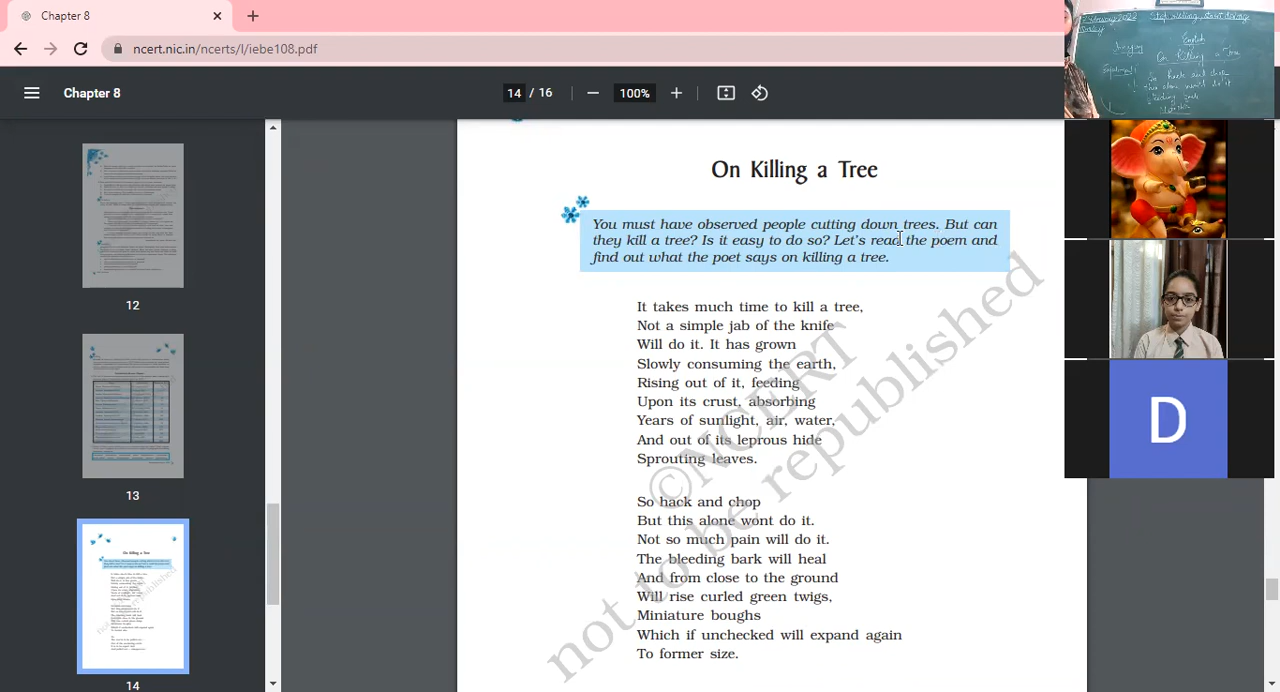 Chapter 8
ncert.nic.in/ncerts/l/iebe108.pdf
Chapter 8
14 / 16
100%
12
13
14
On Killing a Tree
You must have observed people cutting down trees. But can
they kill a tree? Is it easy to do so? Let's read the poem and
find out what the poet says on killing a tree.
It takes much time to kill a tree,
Not a simple jab of the knife
Will do it. It has grown
Slowly consuming the earth,
Rising out of it, feeding
Upon its crust, absorbing
Years of sunlight, air, water,
And out of its leprous hide
Sprouting leaves.
So hack and chop
But this alone wont do it.
Not so much pain will do it.
The bleeding bark will heal
And from close to the ground
Will rise curled green twigs,
Miniature boughs
Which if unchecked will expand again
To former size.
©NCERT
not to be republished
On Killing a Tree
English
On Killing a Tree
So hack and chop
D